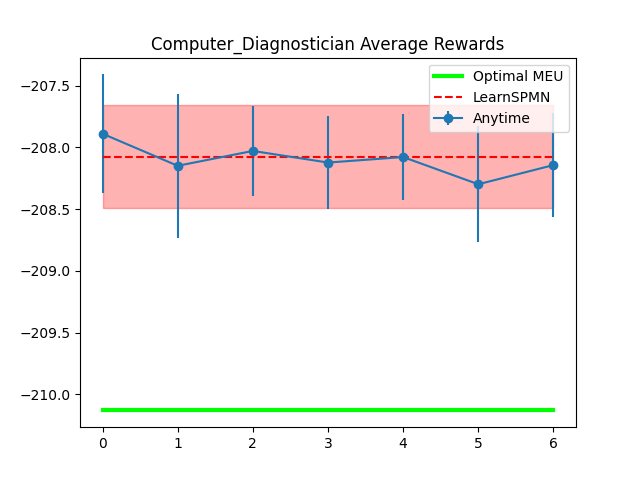 Computer_Diagnostician Average Rewards
Optimal MEU
LearnSPMN
Anytime
−207.5
−208.0
−208.5
−209.0
−209.5
−210.0
0 1 2 3 4 5 6